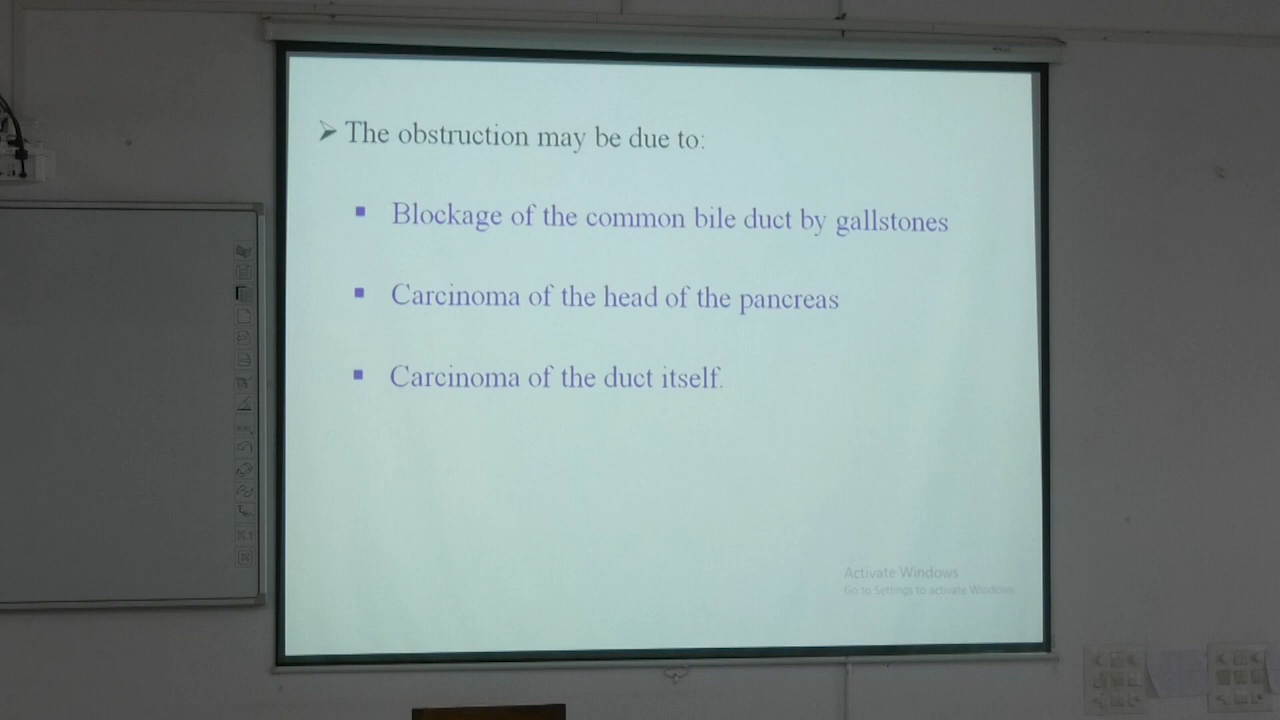 The obstruction may be due to:
Blockage of the common bile duct by gallstones
Carcinoma of the head of the pancreas
Carcinoma of the duct itself.
Activate Windows
Go to Settings to activate Windows.